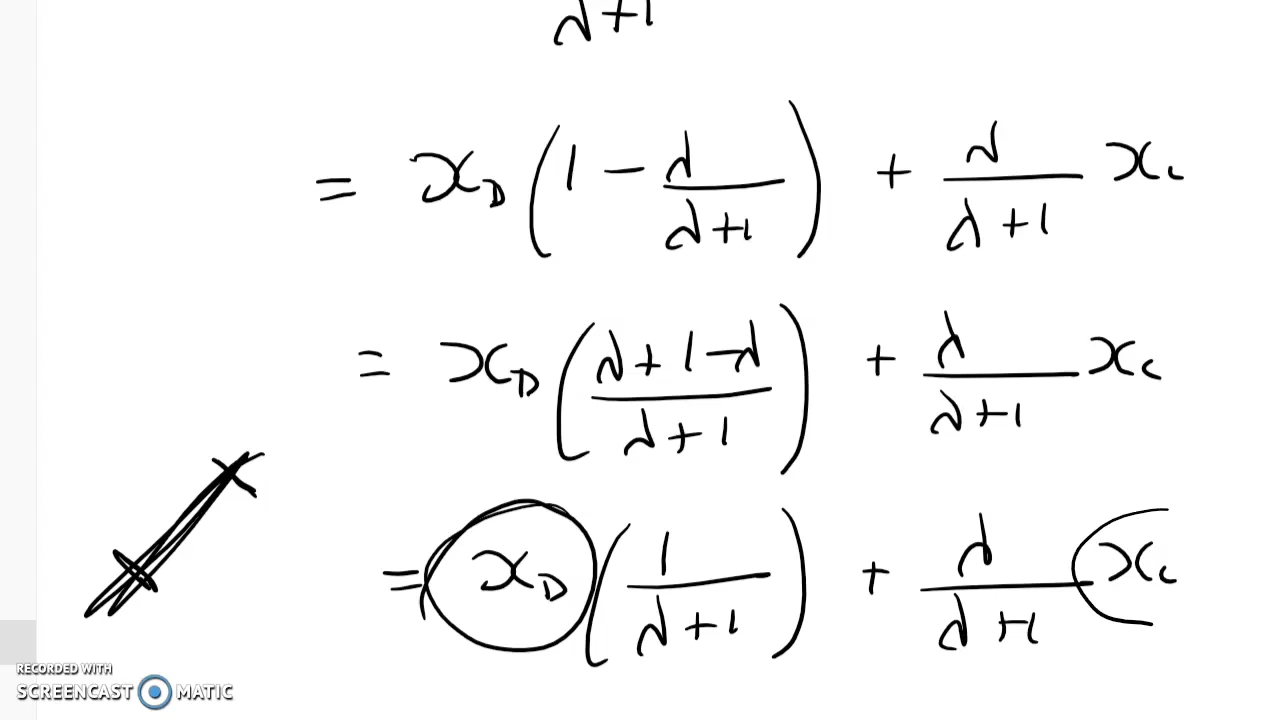 λ+1
= x_D (1 - λ/(λ+1)) + λ/(λ+1) x_C
= x_D ((λ+1-λ)/(λ+1)) + λ/(λ+1) x_C
= x_D (1/(λ+1)) + λ/(λ+1) x_C
RECORDED WITH
SCREENCAST MATIC